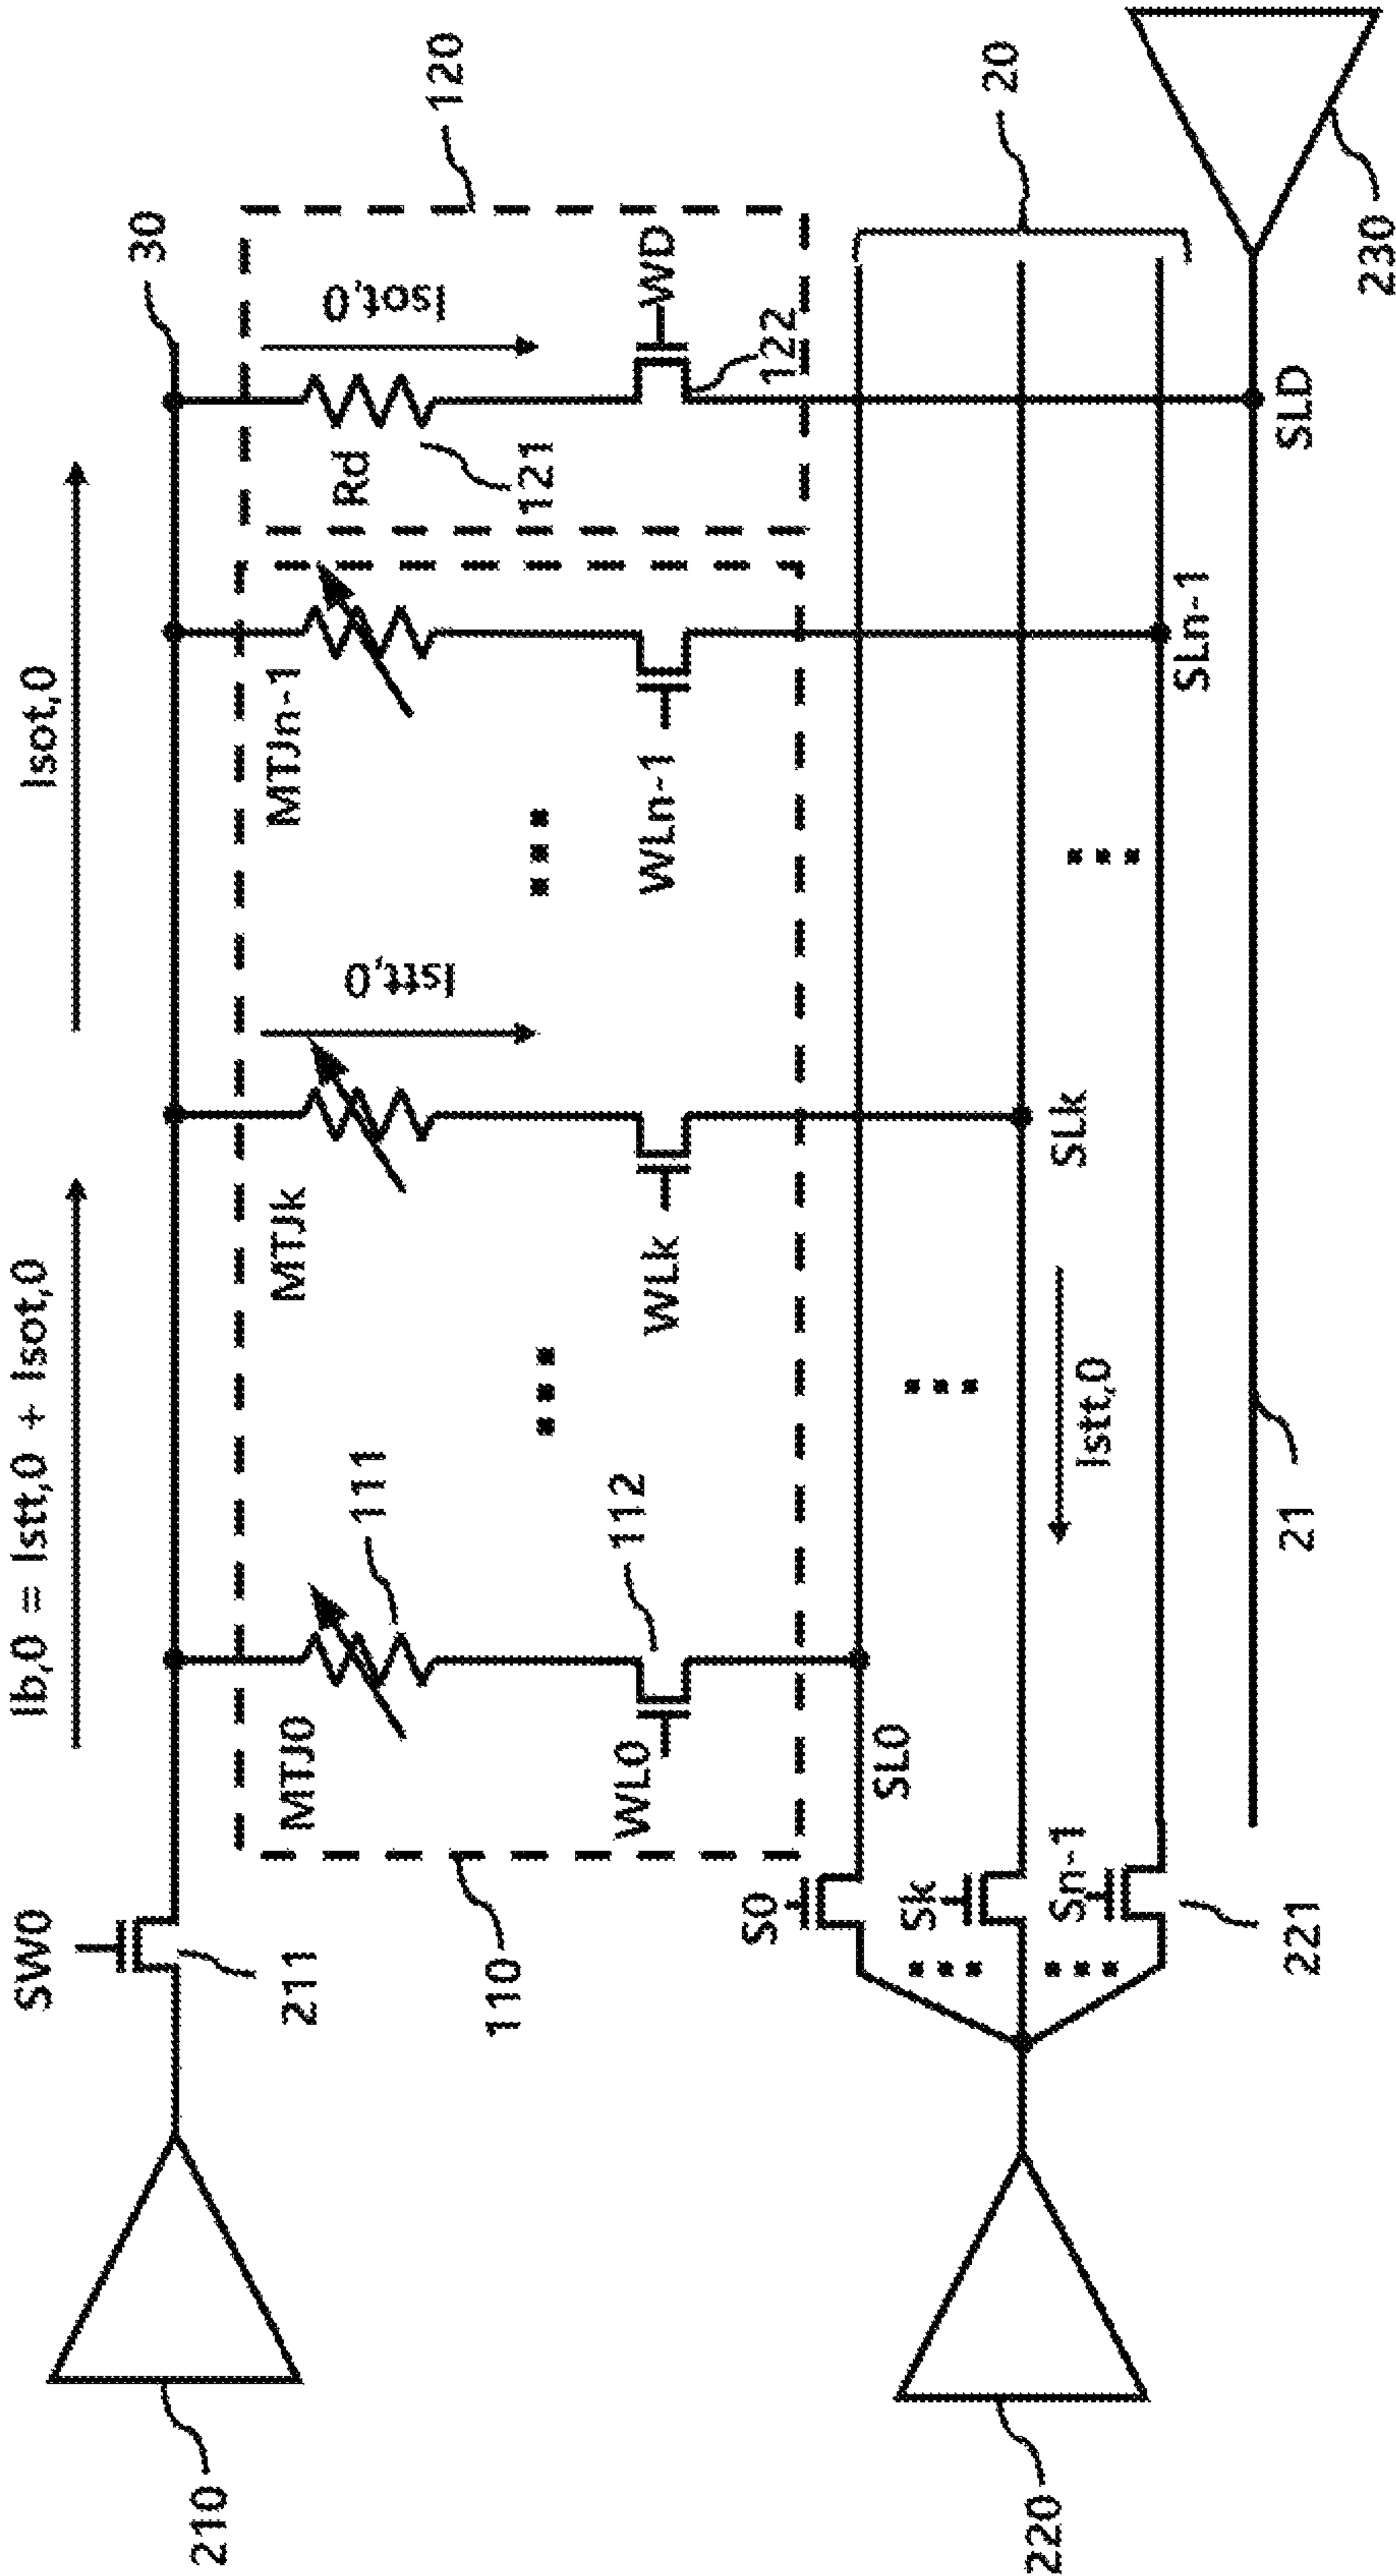 Ib,0 = Istt,0 + Isot,0
Isot,0
SW0
30
120
211
210
MTJ0
111
MTJk
Istt,0
MTJn-1
Rd
Isot,0
121
WL0
112
WLk
WLn-1
WD
122
110
S0
SL0
20
Sk
SLk
Istt,0
Sn-1
SLn-1
221
220
21
SLD
230